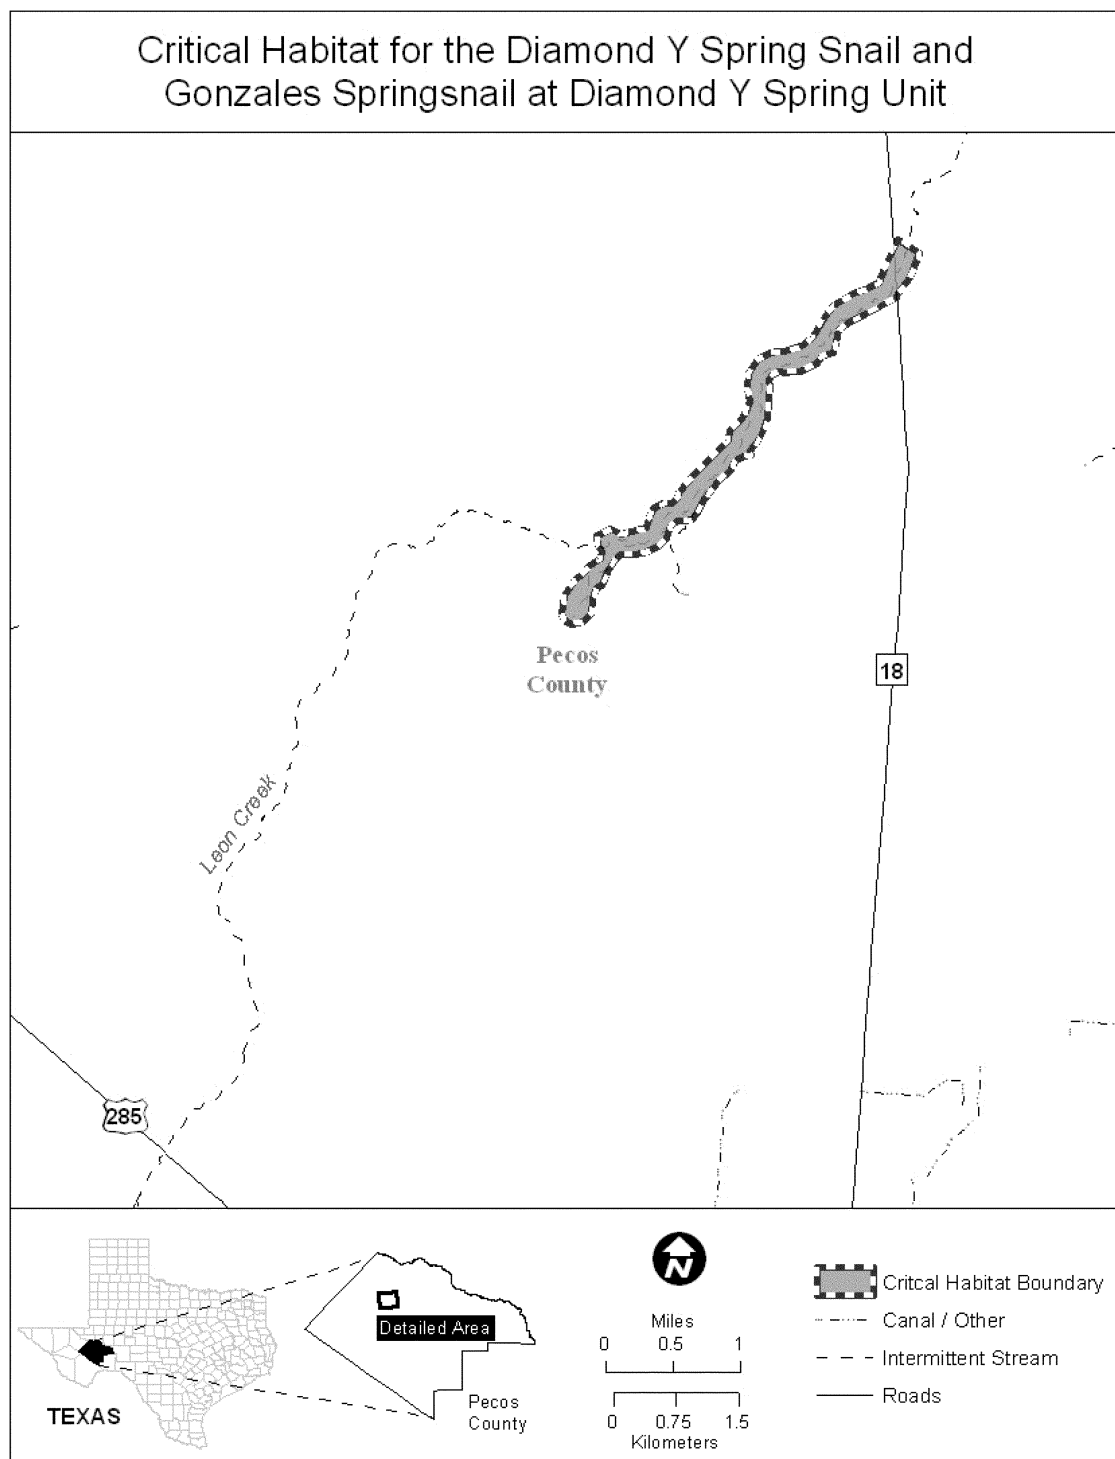 Critical Habitat for the Diamond Y Spring Snail and
Gonzales Springsnail at Diamond Y Spring Unit
Pecos
County
18
Leon Creek
285
TEXAS
Detailed Area
Pecos
County
N
Miles
0 0.5 1
0 0.75 1.5
Kilometers
Critcal Habitat Boundary
Canal / Other
Intermittent Stream
Roads